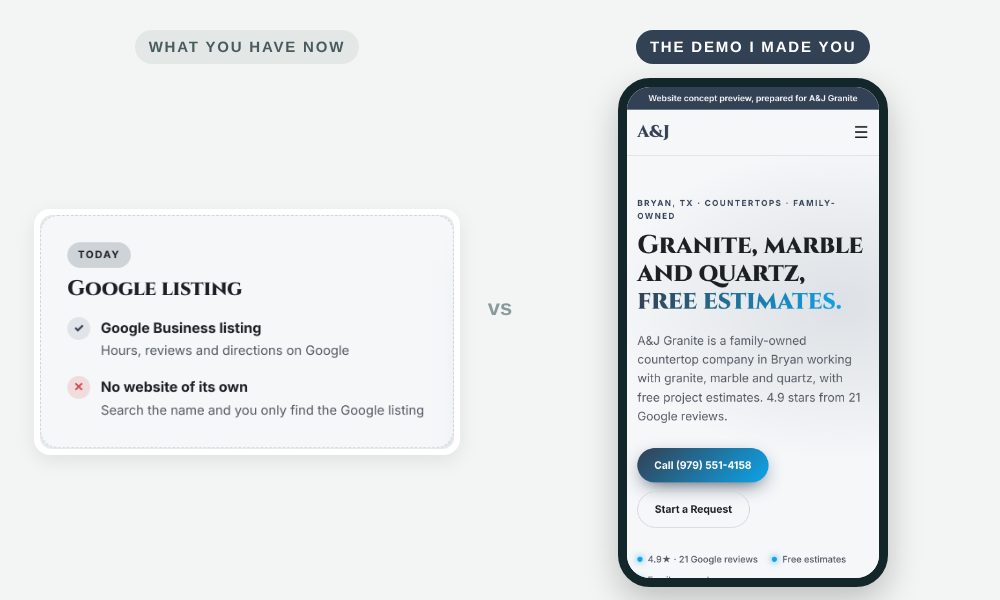 WHAT YOU HAVE NOW
TODAY
Google listing
Google Business listing
Hours, reviews and directions on Google
No website of its own
Search the name and you only find the Google listing
vs
THE DEMO I MADE YOU
Website concept preview, prepared for A&J Granite
A&J
BRYAN, TX · COUNTERTOPS · FAMILY-
OWNED
Granite, marble
and quartz,
free estimates.
A&J Granite is a family-owned
countertop company in Bryan working
with granite, marble and quartz, with
free project estimates. 4.9 stars from 21
Google reviews.
Call (979) 551-4158
Start a Request
4.9★ · 21 Google reviews
Free estimates